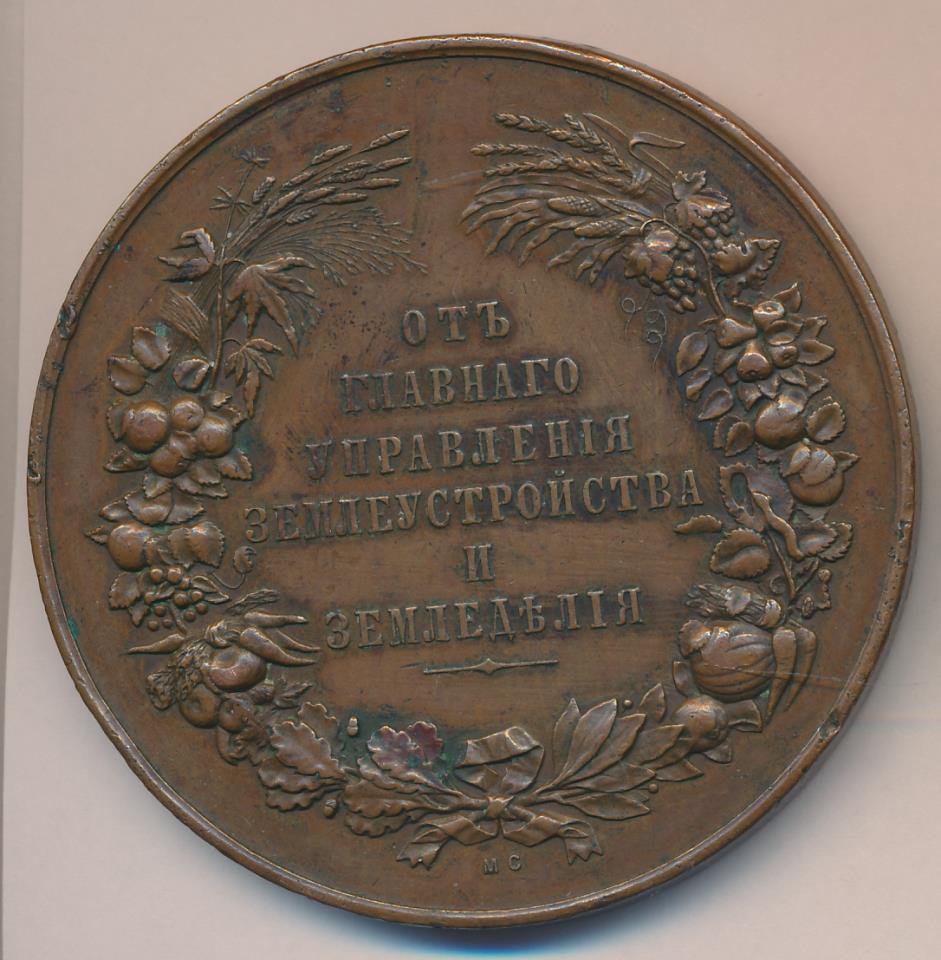 ОТЪ
ГЛАВНАГО
УПРАВЛЕНІЯ
ЗЕМЛЕУСТРОЙСТВА
И
ЗЕМЛЕДѢЛІЯ
МС